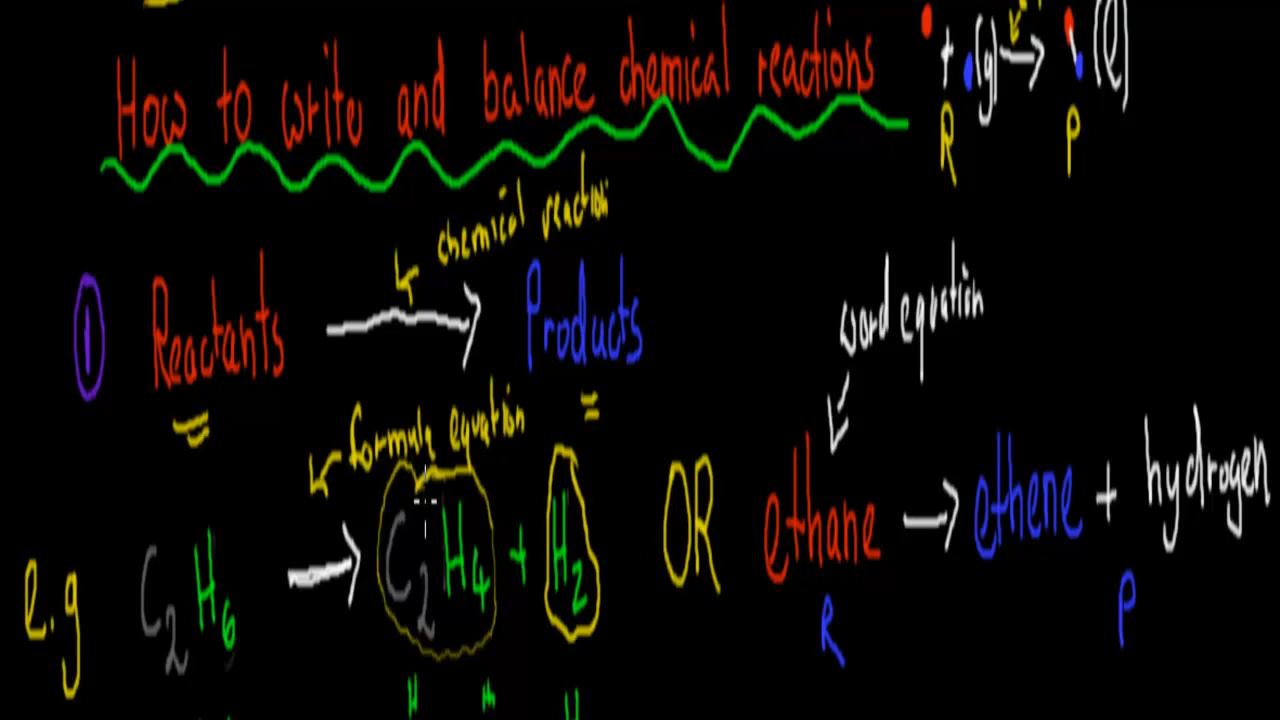 How to write and balance chemical reactions
+ (g) → (l)
R P
chemical reaction
① Reactants → Products
word equation
formula equation
e.g C2H6 → C2H4 + H2 OR ethane → ethene + hydrogen
R P
H H H